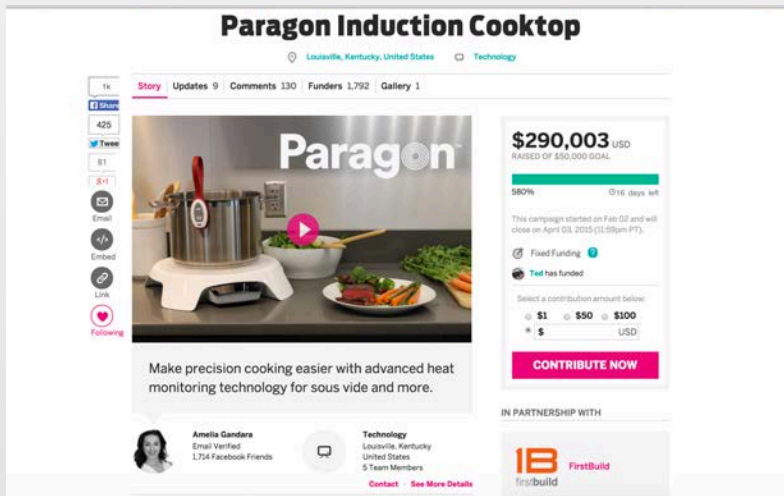 Paragon Induction Cooktop
Louisville, Kentucky, United States Technology
Story Updates 9 Comments 130 Funders 1,792 Gallery 1
1k
Share
425
Twee
81
Email
Embed
Link
Following
Paragon
Make precision cooking easier with advanced heat
monitoring technology for sous vide and more.
Amelia Gandara
Email Verified
1,714 Facebook Friends
Technology
Louisville, Kentucky
United States
5 Team Members
Contact · See More Details
$290,003 USD
RAISED OF $50,000 GOAL
580% 16 days left
This campaign started on Feb 02 and will
close on April 03, 2015 (11:59pm PT).
Fixed Funding ?
Ted has funded
Select a contribution amount below:
$1 $50 $100
$ USD
CONTRIBUTE NOW
IN PARTNERSHIP WITH
1B
firstbuild
FirstBuild